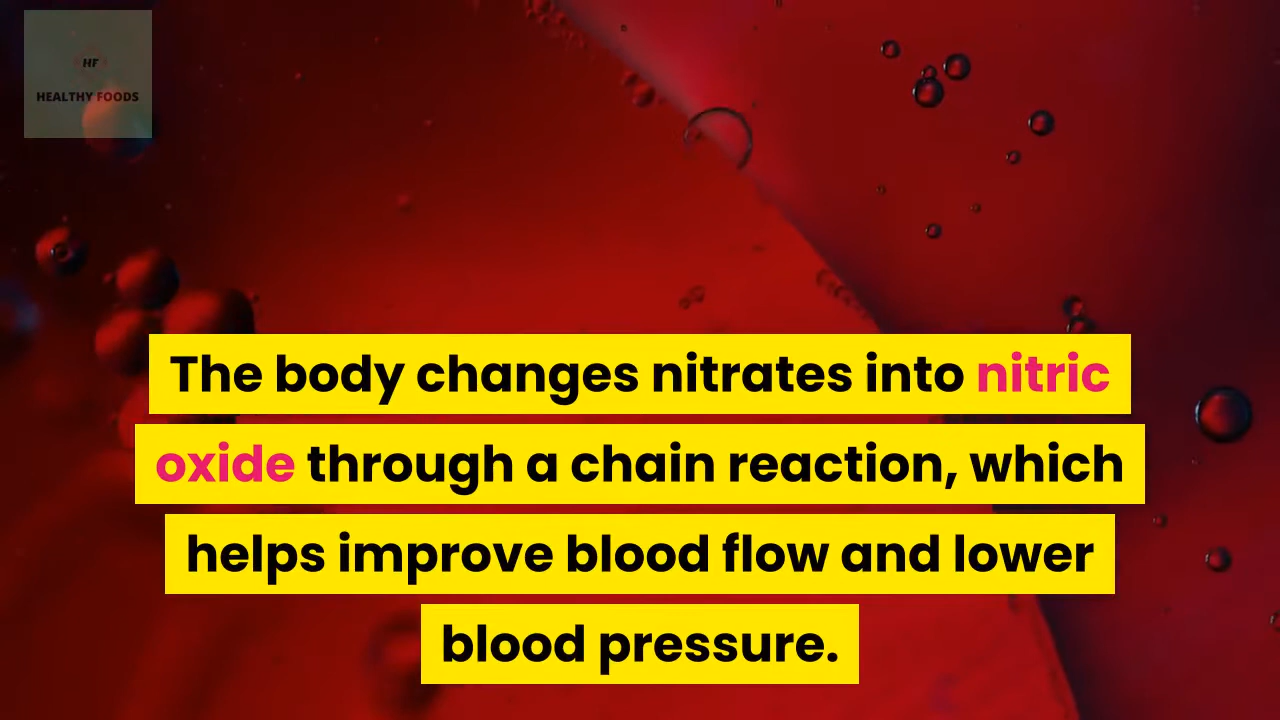 HF
HEALTHY FOODS
The body changes nitrates into nitric
oxide through a chain reaction, which
helps improve blood flow and lower
blood pressure.